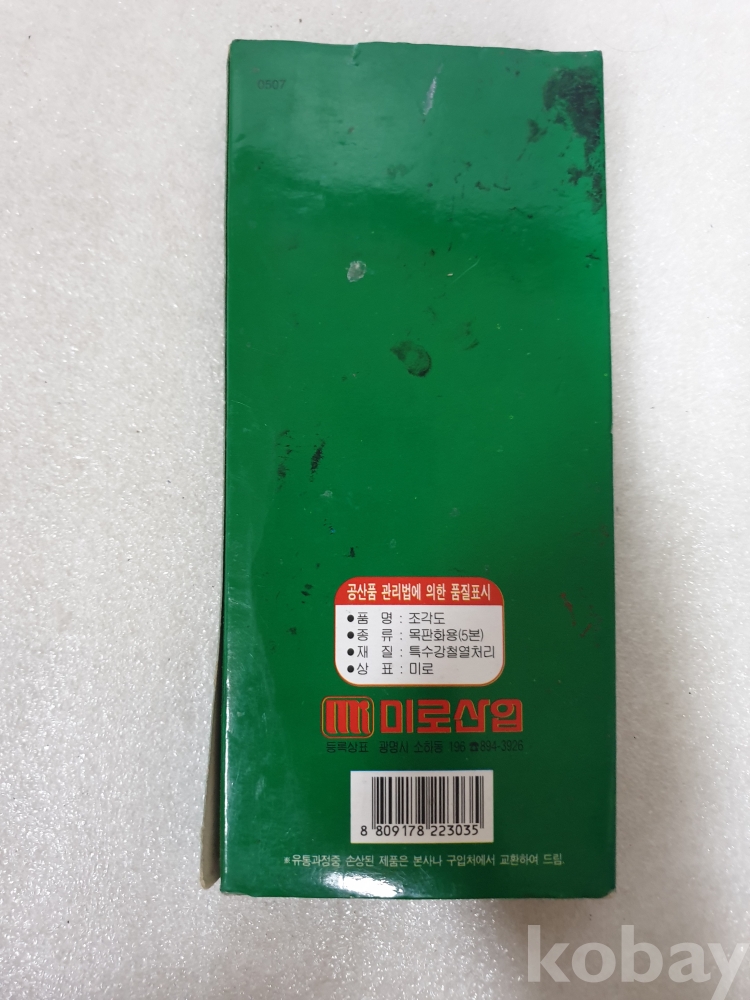 0507
공산품 관리법에 의한 품질표시
●품 명 : 조각도
●종 류 : 목판화용(5본)
●재 질 : 특수강철열처리
●상 표 : 미로
미로산업
등록상표 광명시 소하동 196 ☎894-3926
8 809178 223035
※유통과정중 손상된 제품은 본사나 구입처에서 교환하여 드림.
kobay